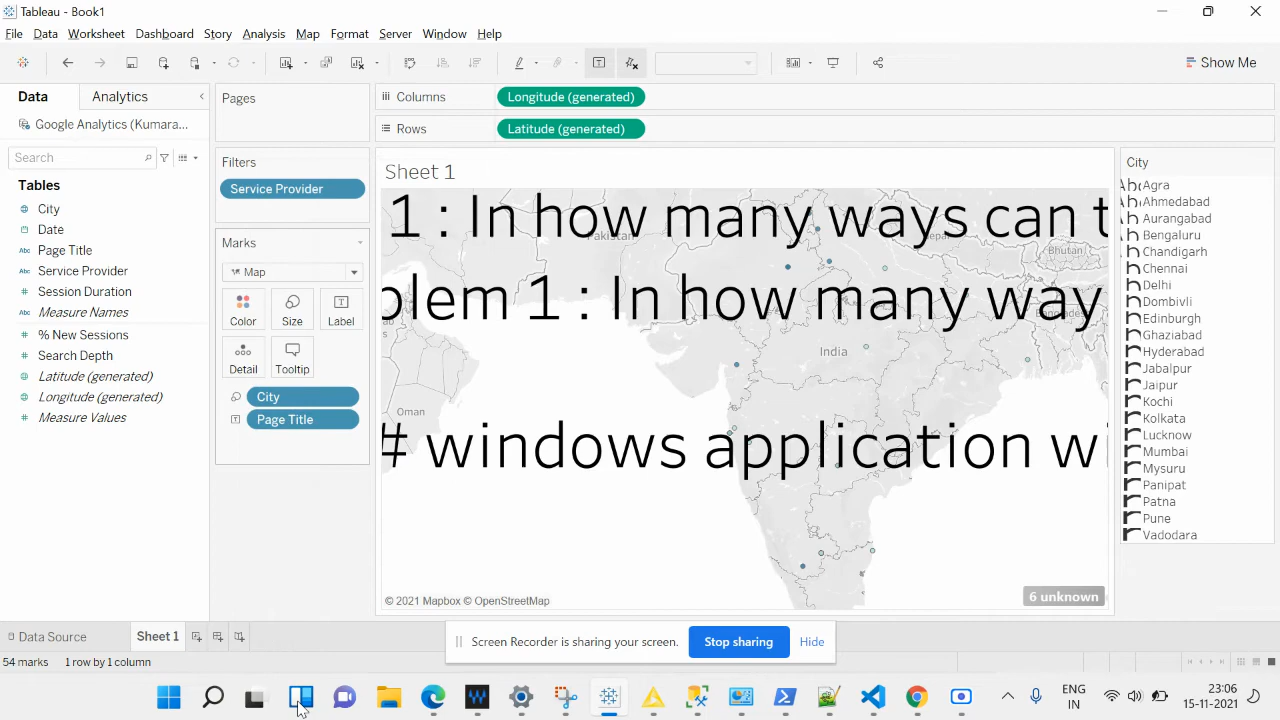 Tableau - Book1
File Data Worksheet Dashboard Story Analysis Map Format Server Window Help
Show Me
Data Analytics
Google Analytics (Kumara...
Search
Tables
City
Date
Abc Page Title
Abc Service Provider
# Session Duration
Abc Measure Names
# % New Sessions
# Search Depth
Latitude (generated)
Longitude (generated)
# Measure Values
Pages
Filters
Service Provider
Marks
Map
Color Size Label
Detail Tooltip
City
Page Title
Columns Longitude (generated)
Rows Latitude (generated)
Sheet 1
1 : In how many ways can t
Pakistan
Nepal
Bhutan
blem 1 : In how many way
India
Oman
# windows application wi
© 2021 Mapbox © OpenStreetMap
6 unknown
City
Agra
Ahmedabad
Aurangabad
Bengaluru
Chandigarh
Chennai
Delhi
Dombivli
Edinburgh
Ghaziabad
Hyderabad
Jabalpur
Jaipur
Kochi
Kolkata
Lucknow
Mumbai
Mysuru
Panipat
Patna
Pune
Vadodara
Data Source Sheet 1
Screen Recorder is sharing your screen. Stop sharing Hide
54 marks 1 row by 1 column
ENG
IN
23:06
15-11-2021